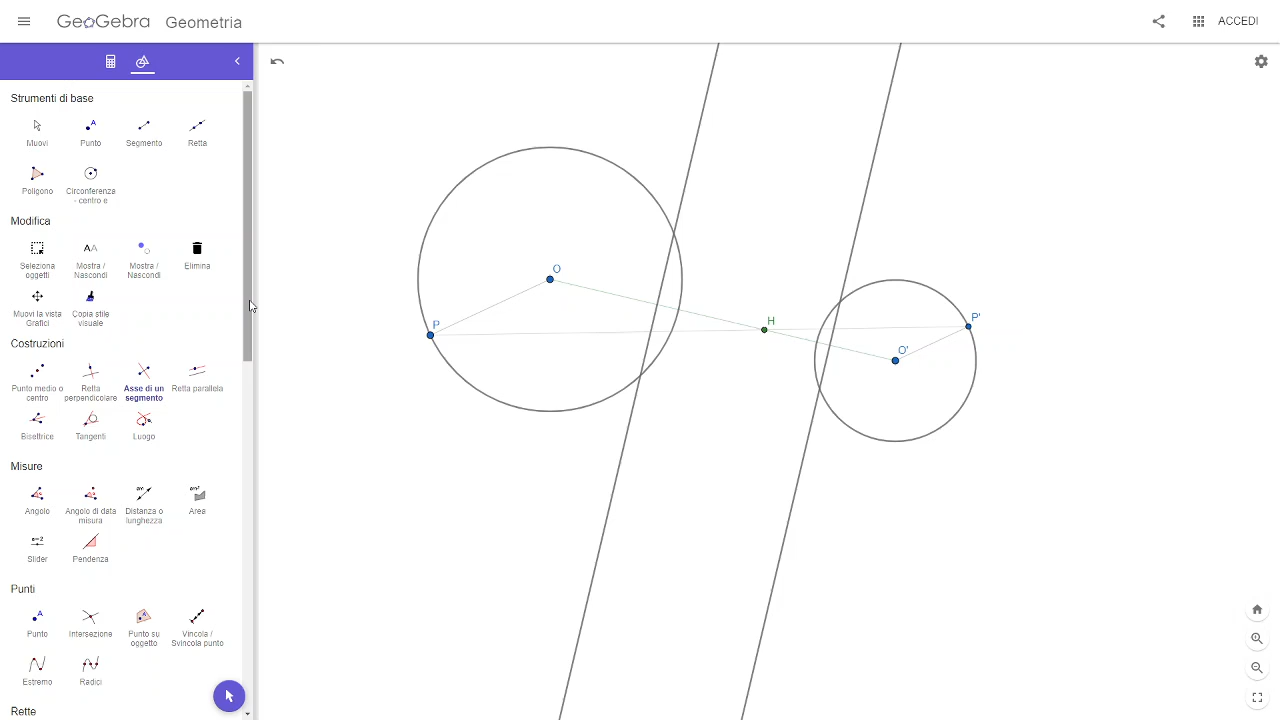 GeoGebra Geometria
ACCEDI
Strumenti di base
Muovi Punto Segmento Retta
Poligono Circonferenza
- centro e
Modifica
Seleziona Mostra / Mostra / Elimina
oggetti Nascondi Nascondi
Muovi la vista Copia stile
Grafici visuale
Costruzioni
Punto medio o Retta Asse di un Retta parallela
centro perpendicolare segmento
Bisettrice Tangenti Luogo
Misure
Angolo Angolo di data Distanza o Area
misura lunghezza
Slider Pendenza
Punti
Punto Intersezione Punto su Vincola /
oggetto Svincola punto
Estremo Radici
Rette
O
P
H
P'
O'